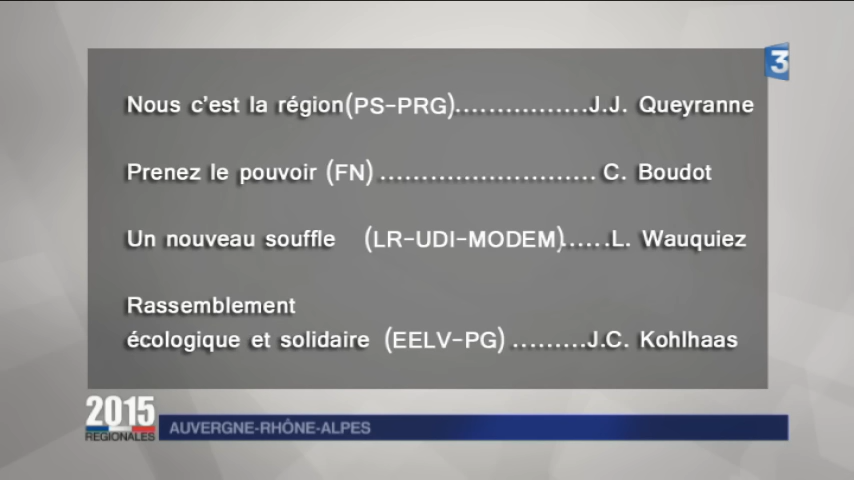 3
Nous c'est la région(PS-PRG)................J.J. Queyranne
Prenez le pouvoir (FN) .......................... C. Boudot
Un nouveau souffle (LR-UDI-MODEM)......L. Wauquiez
Rassemblement
écologique et solidaire (EELV-PG) .........J.C. Kohlhaas
2015
REGIONALES
AUVERGNE-RHÔNE-ALPES